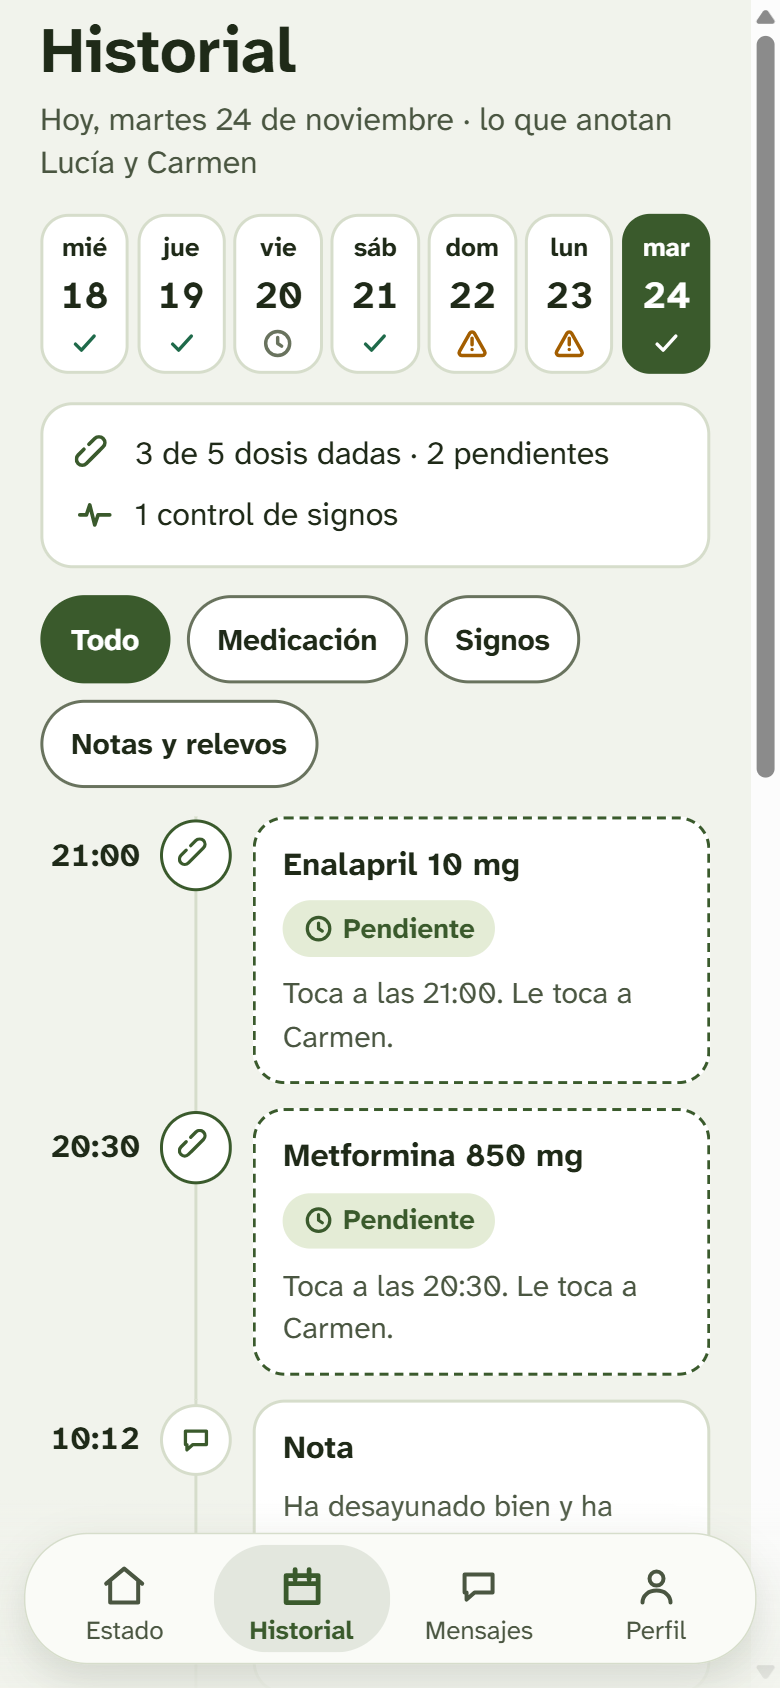 Historial
Hoy, martes 24 de noviembre · lo que anotan
Lucía y Carmen
mié jue vie sáb dom lun mar
18 19 20 21 22 23 24
3 de 5 dosis dadas · 2 pendientes
1 control de signos
Todo Medicación Signos
Notas y relevos
21:00 Enalapril 10 mg
Pendiente
Toca a las 21:00. Le toca a
Carmen.
20:30 Metformina 850 mg
Pendiente
Toca a las 20:30. Le toca a
Carmen.
10:12 Nota
Ha desayunado bien y ha
Estado Historial Mensajes Perfil